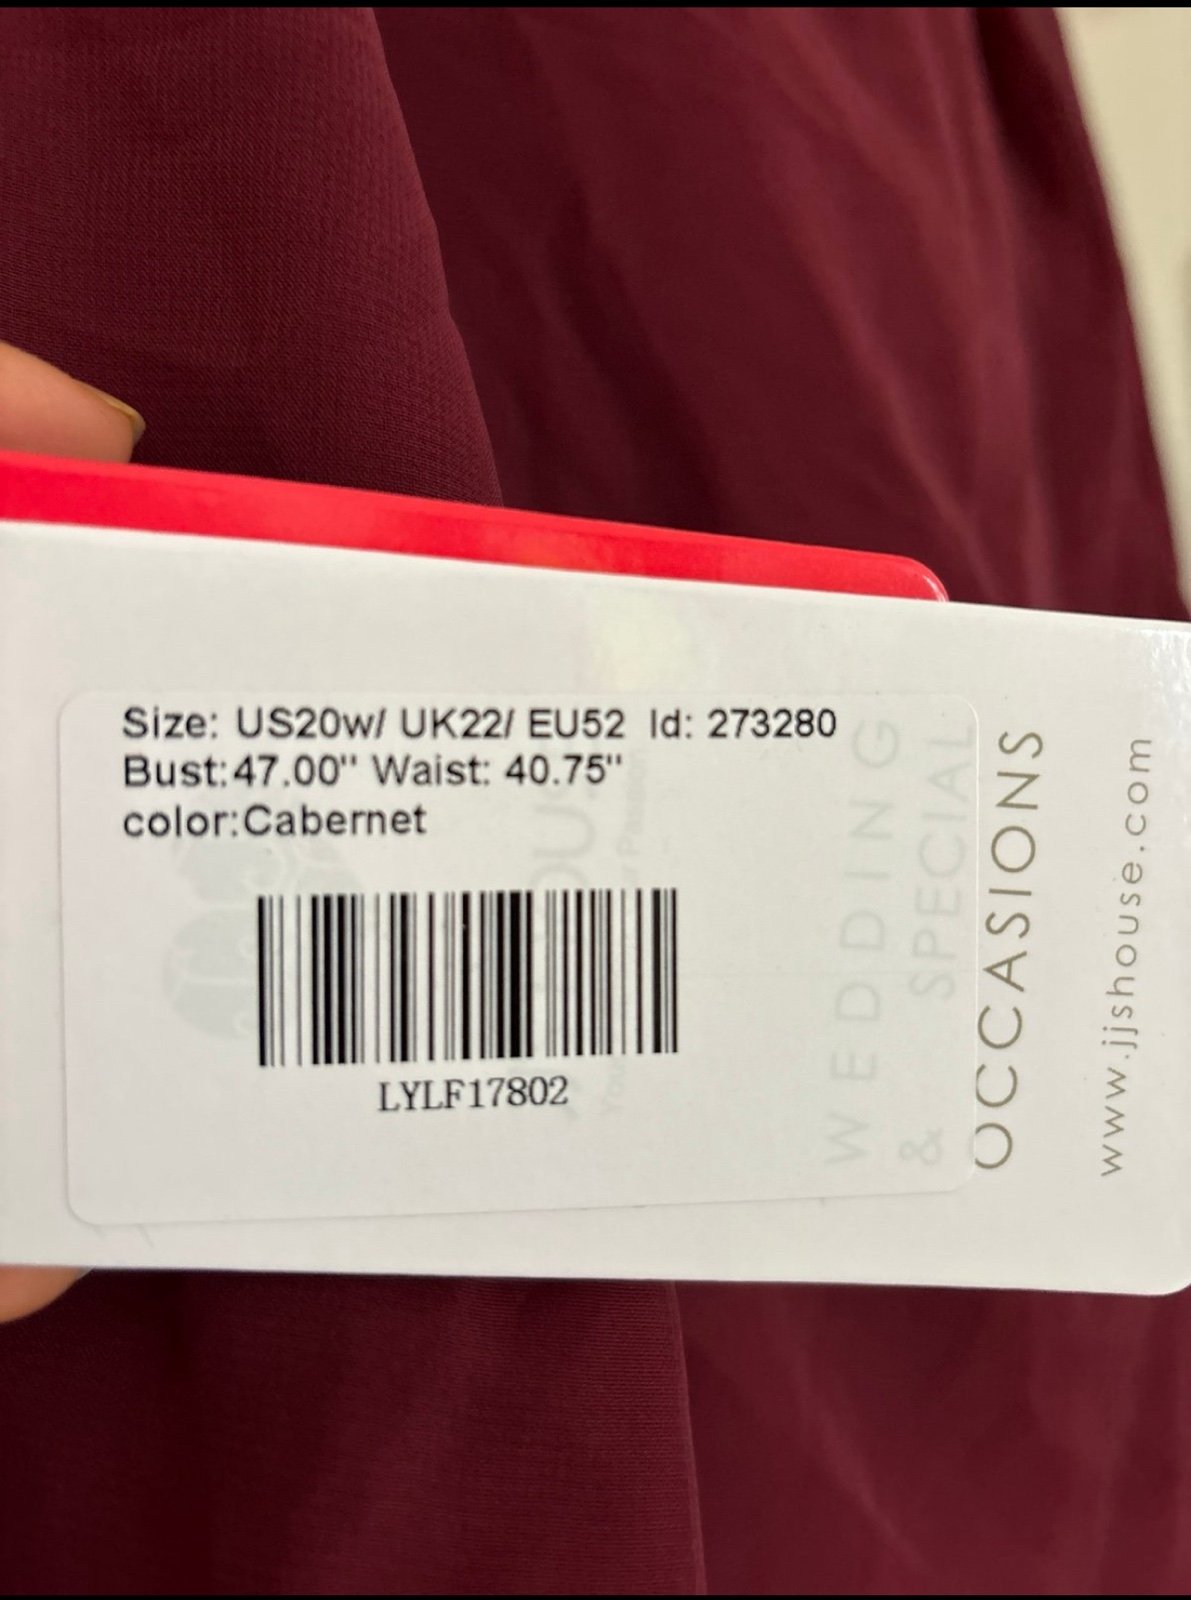 Size: US20w/ UK22/ EU52 Id: 273280
Bust:47.00" Waist: 40.75"
color:Cabernet
LYLF17802
WEDDING
& SPECIAL
OCCASIONS
www.jjshouse.com